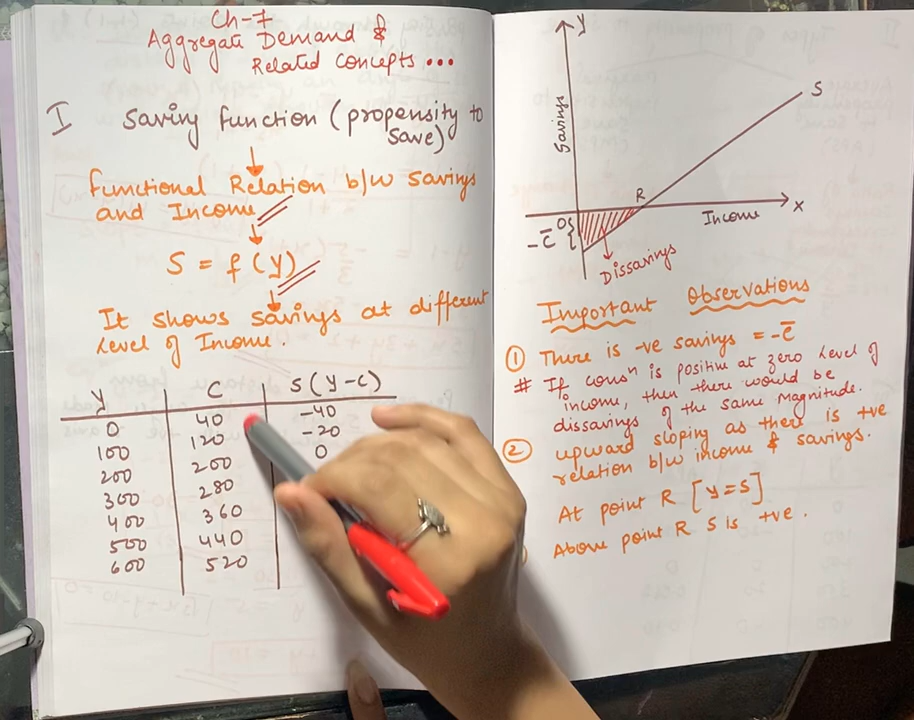 Ch-7
Aggregate Demand &
Related concepts ...
I Saving function (propensity to
save)
Functional Relation b/w savings
and Income
S = f (Y)
It shows savings at different
Level of Income.
Y C S (Y-C)
0 40 -40
100 120 -20
200 200 0
300 280
400 360
500 440
600 520
Y
Savings
S
R
O
Income X
-C̅
Dissavings
Important Observations
① There is -ve savings = -C̅
# If consⁿ is positive at zero Level of
income, then there would be
dissavings of the same Magnitude.
② upward sloping as there is +ve
relation b/w income & savings.
At point R [Y=S]
Above point R S is +ve.